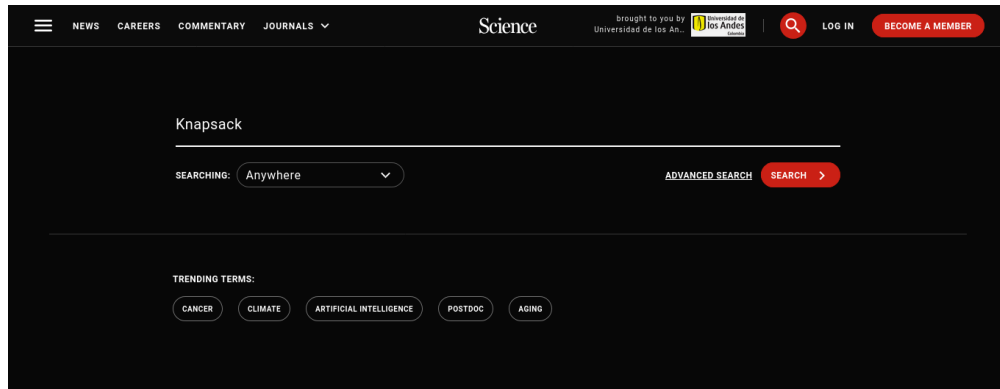 NEWS CAREERS COMMENTARY JOURNALS Science brought to you by Universidad de los An.. Universidad de los Andes Colombia LOG IN BECOME A MEMBER
Knapsack
SEARCHING: Anywhere ADVANCED SEARCH SEARCH
TRENDING TERMS:
CANCER CLIMATE ARTIFICIAL INTELLIGENCE POSTDOC AGING